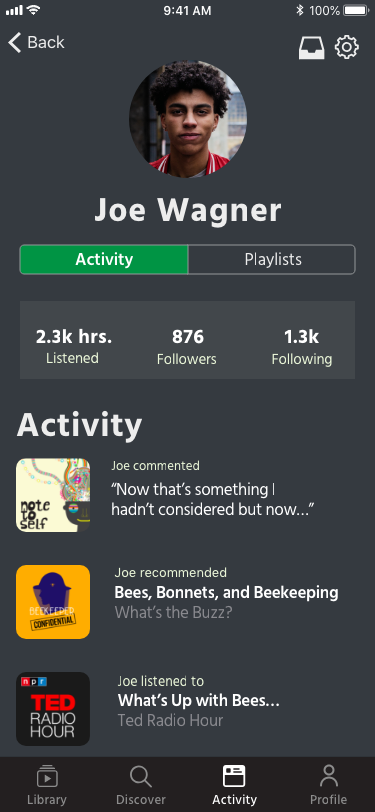 9:41 AM
100%
Back
Joe Wagner
Activity
Playlists
2.3k hrs.
876
1.3k
Listened
Followers
Following
Activity
note
to
self
Joe commented
“Now that’s something I
hadn’t considered but now...”
BEEKEEPER
CONFIDENTIAL
Joe recommended
Bees, Bonnets, and Beekeeping
What’s the Buzz?
npr
TED
RADIO
HOUR
Joe listened to
What’s Up with Bees...
Ted Radio Hour
Library
Discover
Activity
Profile